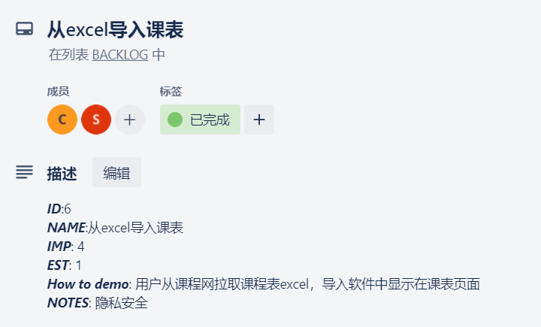 从excel导入课表
在列表 BACKLOG 中
成员 标签
C S + 已完成 +
描述 编辑
ID:6
NAME:从excel导入课表
IMP: 4
EST: 1
How to demo: 用户从课程网拉取课程表excel，导入软件中显示在课表页面
NOTES: 隐私安全